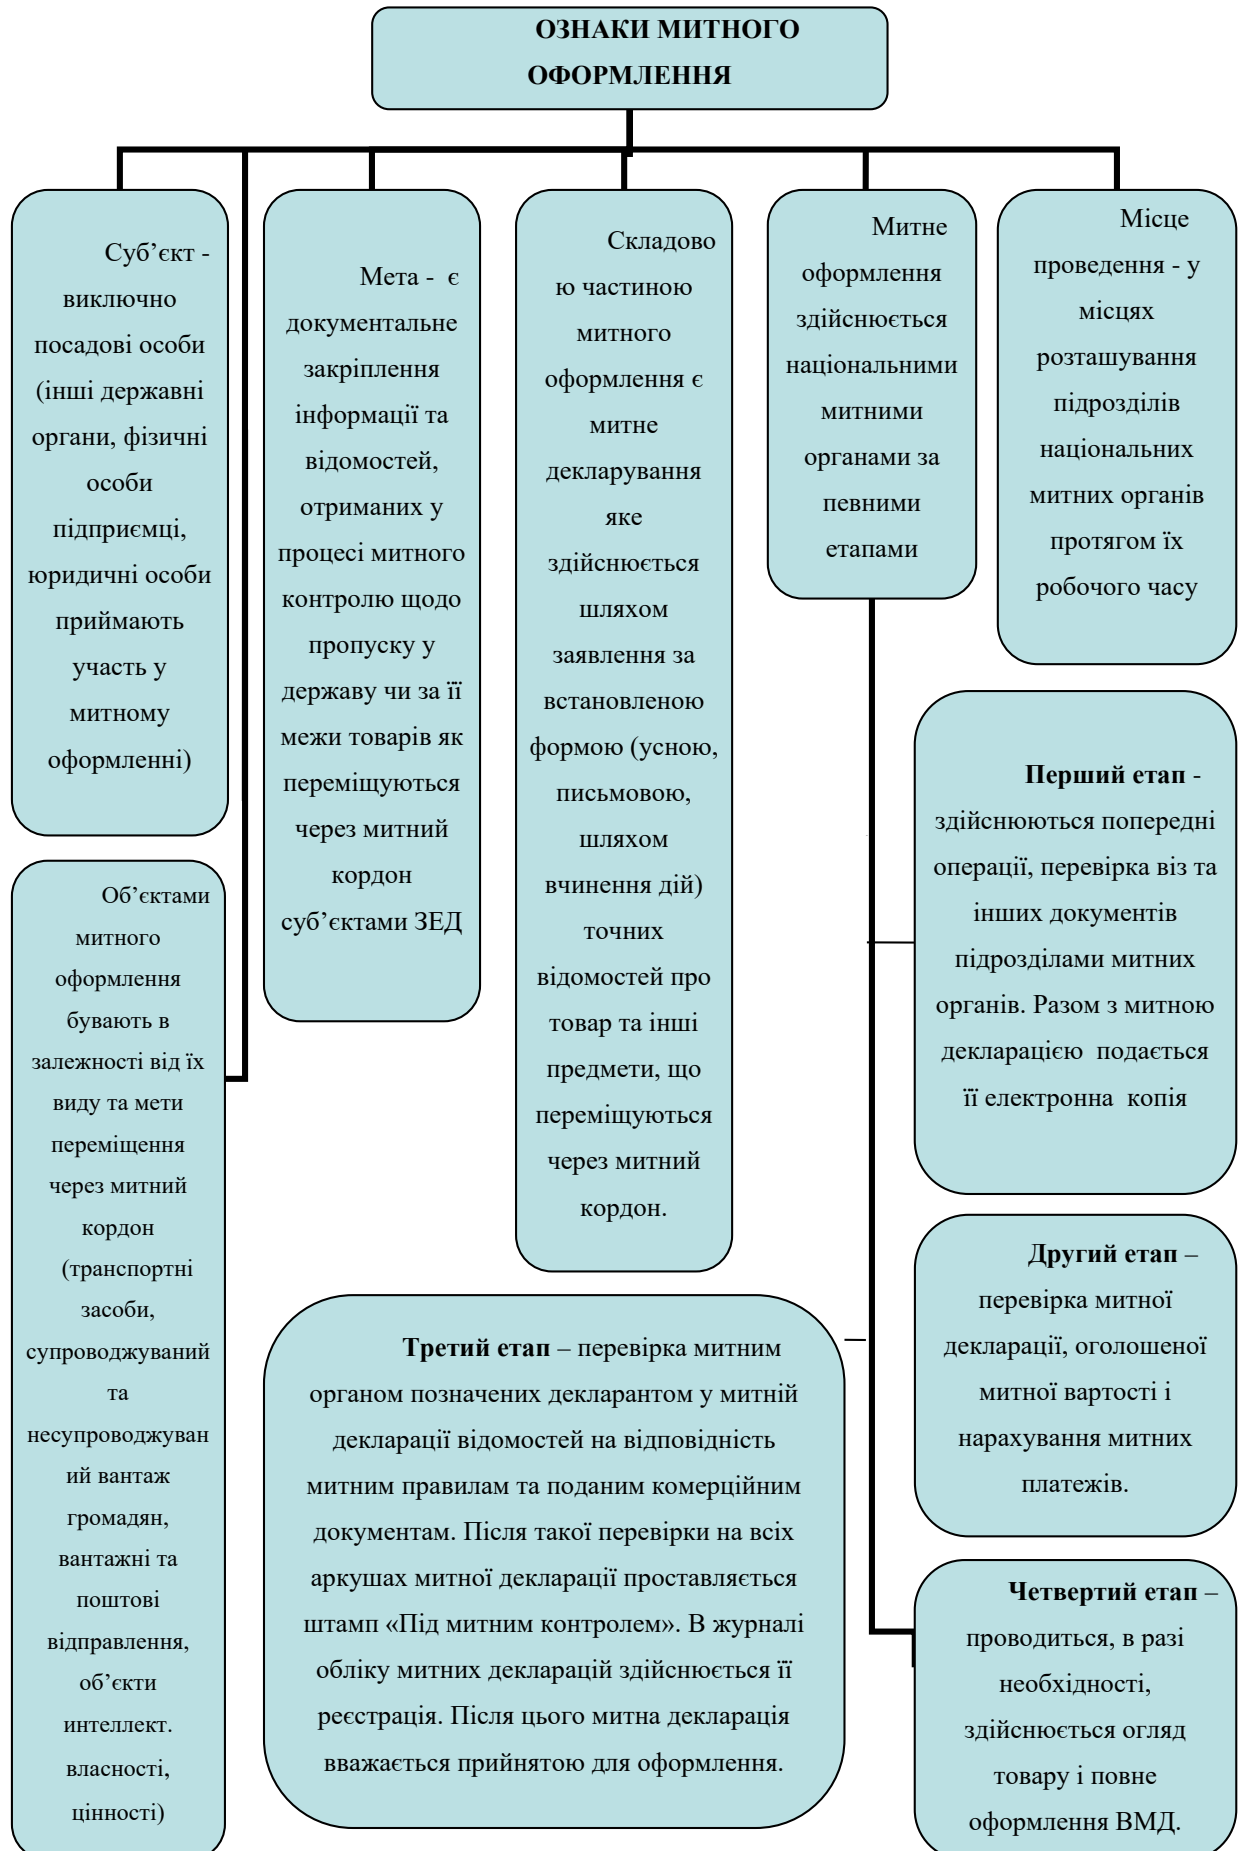 ОЗНАКИ МИТНОГО
ОФОРМЛЕННЯ
Суб’єкт -
виключно
посадові особи
(інші державні
органи, фізичні
особи
підприємці,
юридичні особи
приймають
участь у
митному
оформленні)
Об’єктами
митного
оформлення
бувають в
залежності від їх
виду та мети
переміщення
через митний
кордон
(транспортні
засоби,
супроводжуваний
та
несупроводжуван
ий вантаж
громадян,
вантажні та
поштові
відправлення,
об’єкти
интеллект.
власності,
цінності)
Мета - є
документальне
закріплення
інформації та
відомостей,
отриманих у
процесі митного
контролю щодо
пропуску у
державу чи за її
межи товарів як
переміщуються
через митний
кордон
суб’єктами ЗЕД
Складово
ю частиною
митного
оформлення є
митне
декларування
яке
здійснюється
шляхом
заявлення за
встановленою
формою (усною,
письмовою,
шляхом
вчинення дій)
точних
відомостей про
товар та інші
предмети, що
переміщуються
через митний
кордон.
Митне
оформлення
здійснюється
національними
митними
органами за
певними
етапами
Місце
проведення - у
місцях
розташування
підрозділів
національних
митних органів
протягом їх
робочого часу
Перший етап -
здійснюються попередні
операції, перевірка віз та
інших документів
підрозділами митних
органів. Разом з митною
декларацією подається
її електронна копія
Другий етап –
перевірка митної
декларації, оголошеної
митної вартості і
нарахування митних
платежів.
Третий етап – перевірка митним
органом позначених декларантом у митній
декларації відомостей на відповідність
митним правилам та поданим комерційним
документам. Після такої перевірки на всіх
аркушах митної декларації проставляється
штамп «Під митним контролем». В журналі
обліку митних декларацій здійснюється її
реєстрація. Після цього митна декларація
вважається прийнятою для оформлення.
Четвертий етап –
проводиться, в разі
необхідності,
здійснюється огляд
товару і повне
оформлення ВМД.